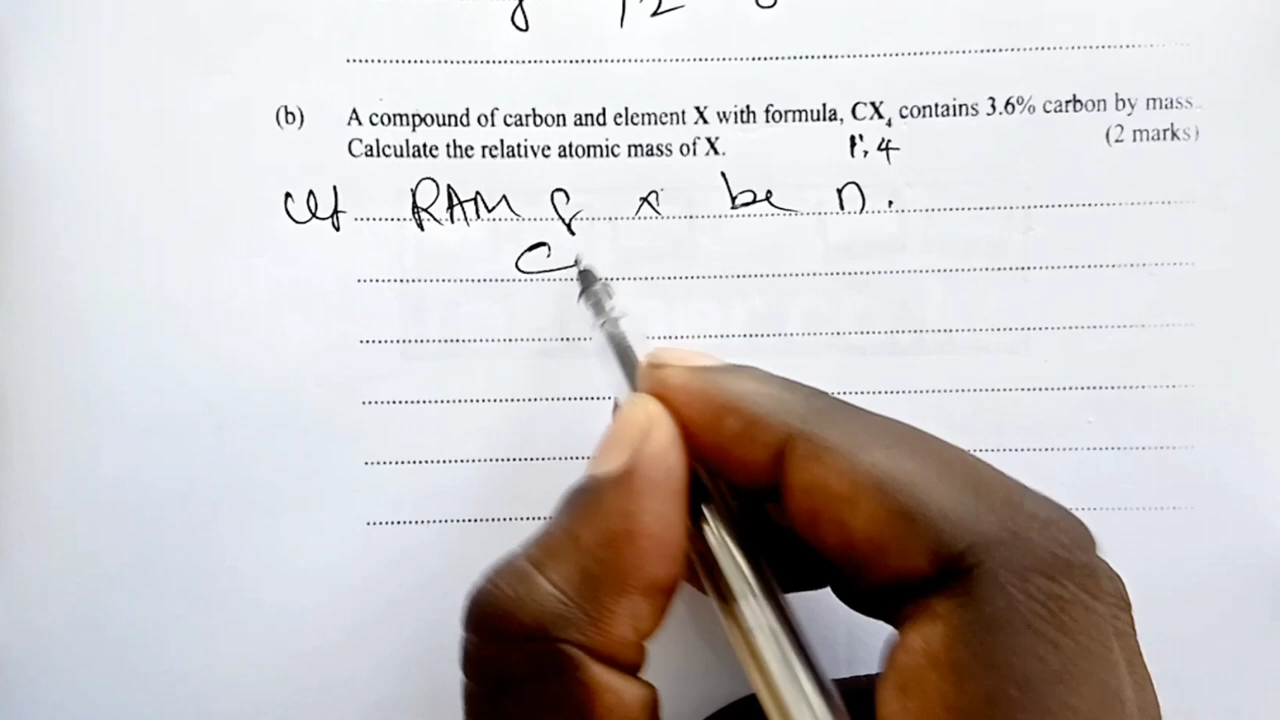 (b) A compound of carbon and element X with formula, CX₄ contains 3.6% carbon by mass.
Calculate the relative atomic mass of X. (2 marks)
1:4
Let RAM of X be n.
C